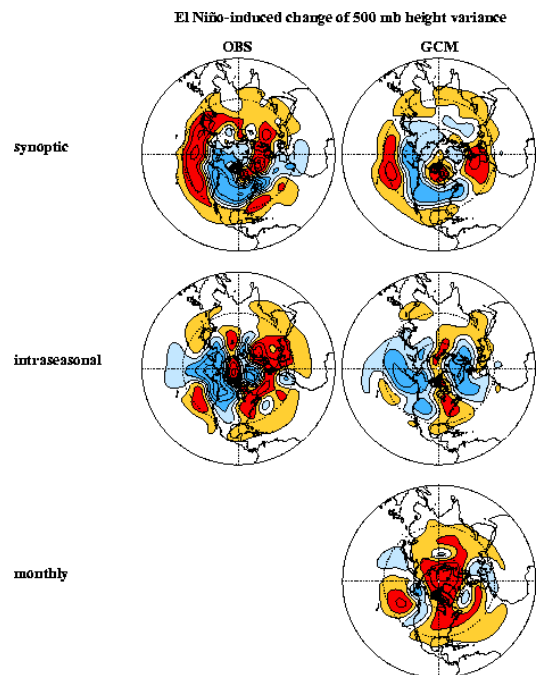 El Niño-induced change of 500 mb height variance
OBS GCM
synoptic
intraseasonal
monthly